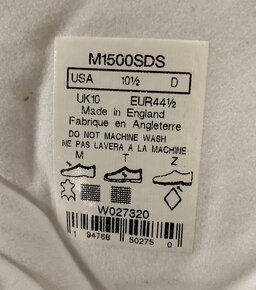 M1500SDS
USA 10½ D
UK10 EUR44½
Made in England
Fabrique en Angleterre
DO NOT MACHINE WASH
NE PAS LAVERA A LA MACHINE
M T Z
W027320
1 94768 50275 0